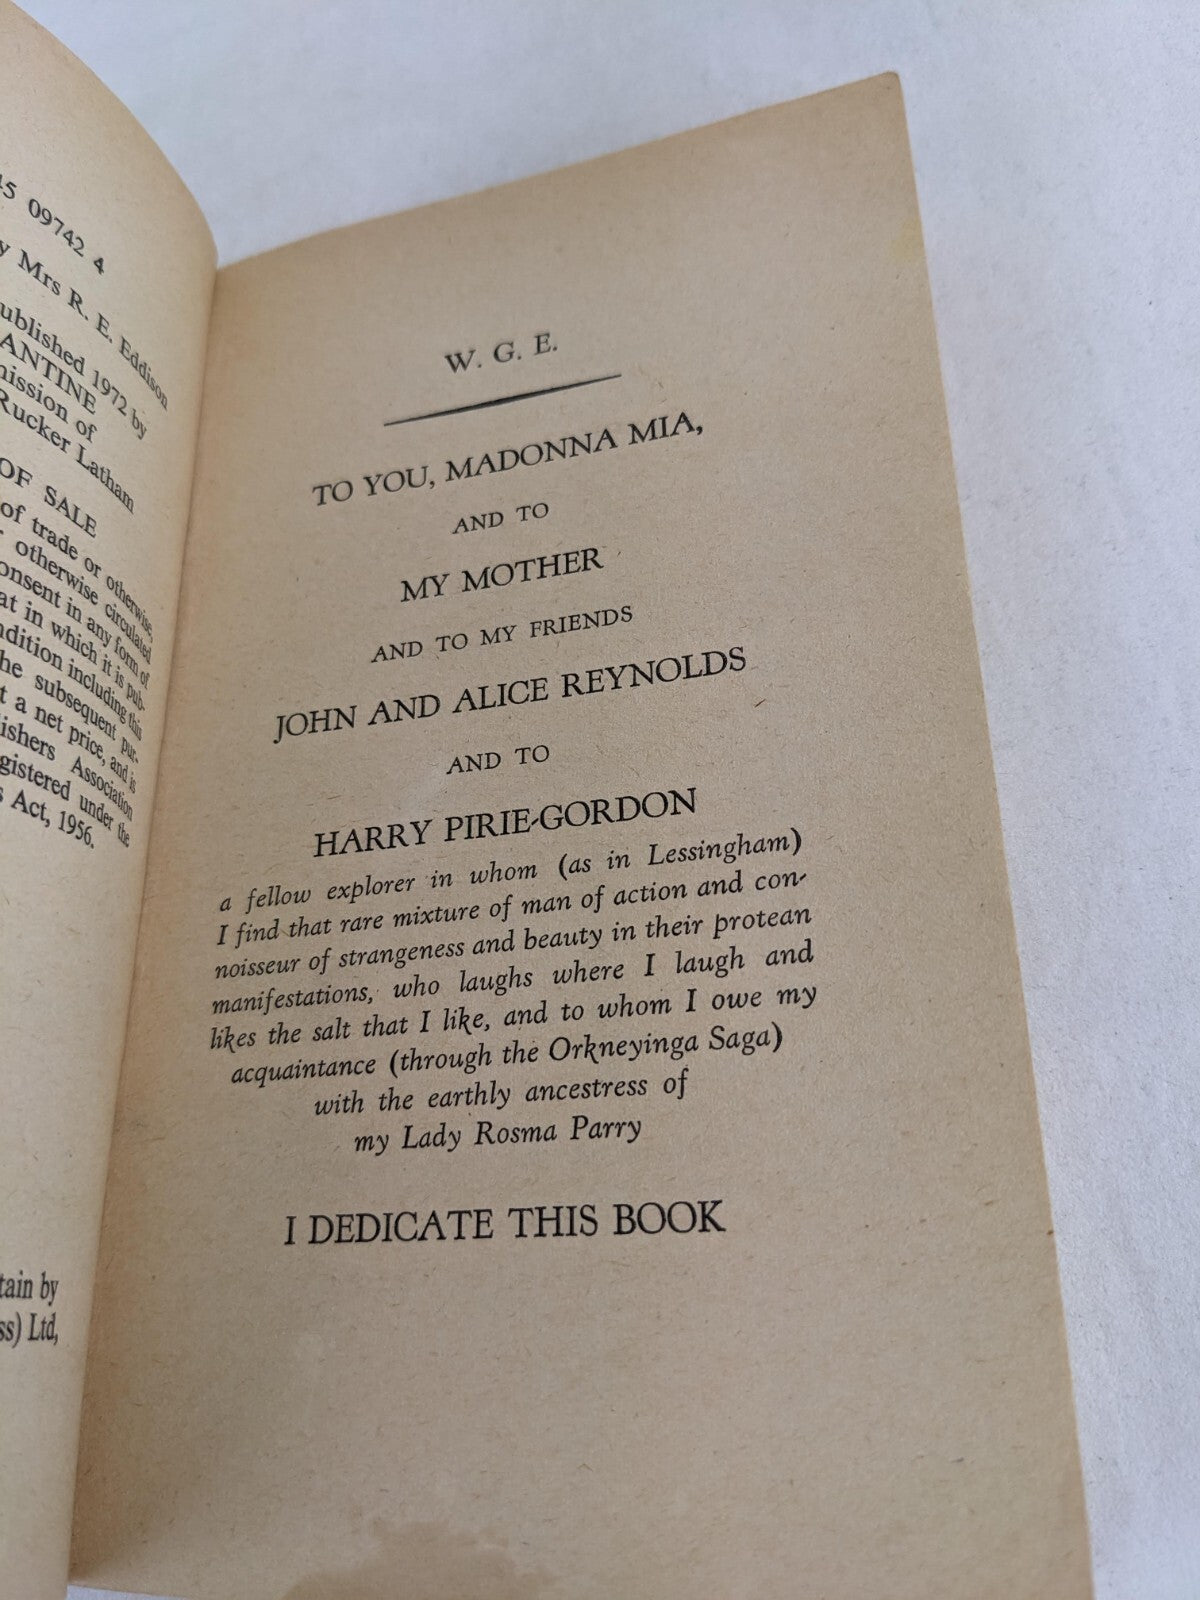 45 09742 4
y Mrs R. E. Eddison
ublished 1972 by
ANTINE
mission of
Rucker Latham
OF SALE
of trade or otherwise,
r otherwise circulated
onsent in any form of
at in which it is pub-
ndition including this
he subsequent pur-
t a net price, and is
ishers Association
gistered under the
s Act, 1956.
tain by
ss) Ltd,
W. G. E.
TO YOU, MADONNA MIA,
AND TO
MY MOTHER
AND TO MY FRIENDS
JOHN AND ALICE REYNOLDS
AND TO
HARRY PIRIE-GORDON
a fellow explorer in whom (as in Lessingham)
I find that rare mixture of man of action and con-
noisseur of strangeness and beauty in their protean
manifestations, who laughs where I laugh and
likes the salt that I like, and to whom I owe my
acquaintance (through the Orkneyinga Saga)
with the earthly ancestress of
my Lady Rosma Parry
I DEDICATE THIS BOOK